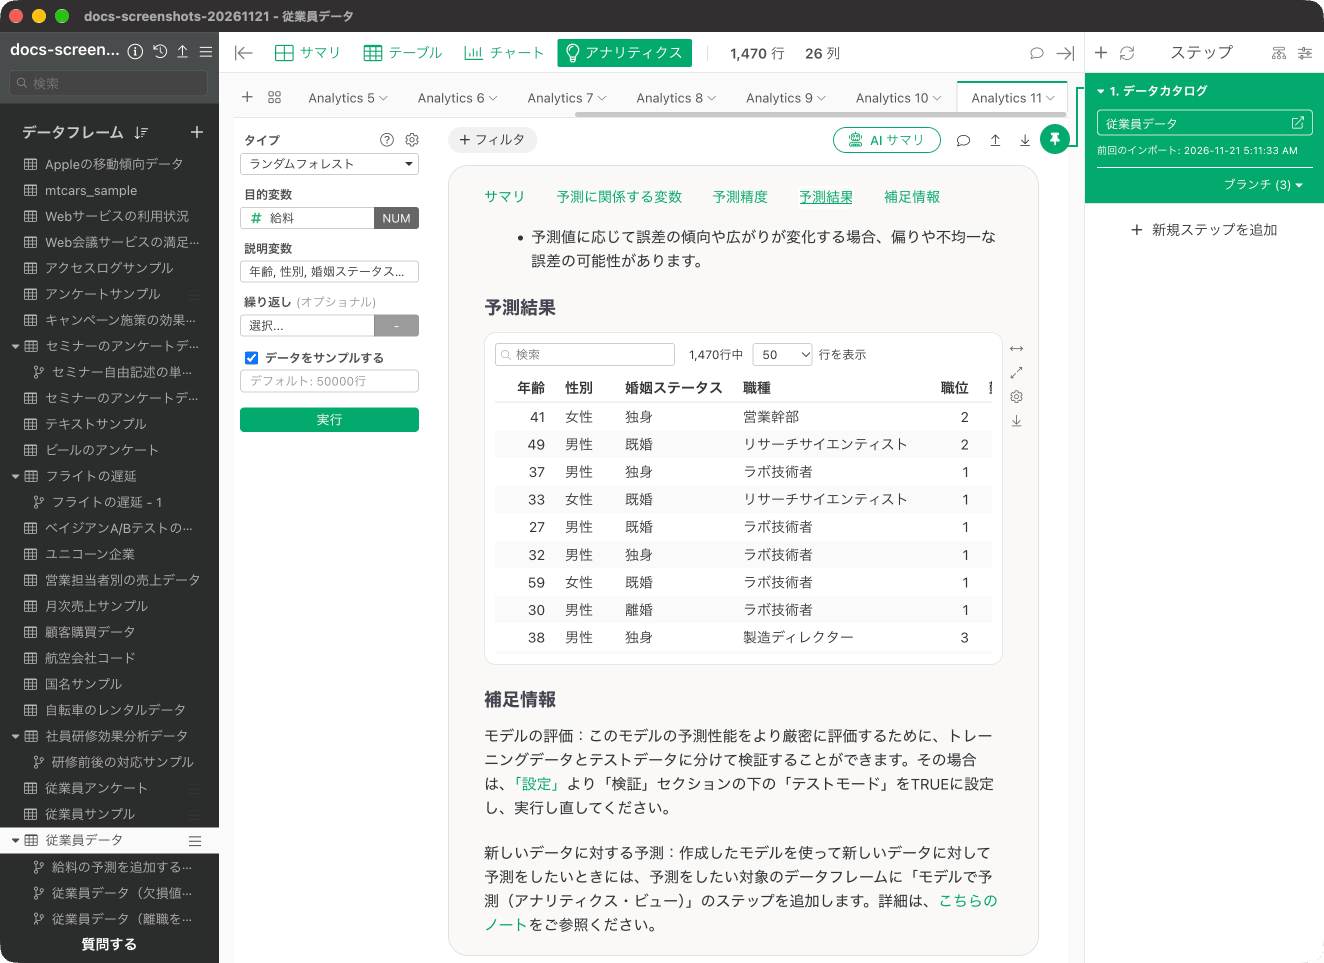 docs-screenshots-20261121 - 従業員データ
docs-screen...
検索
データフレーム
Appleの移動傾向データ
mtcars_sample
Webサービスの利用状況
Web会議サービスの満足…
アクセスログサンプル
アンケートサンプル
キャンペーン施策の効果…
セミナーのアンケートデ…
セミナー自由記述の単…
セミナーのアンケートデ…
テキストサンプル
ビールのアンケート
フライトの遅延
フライトの遅延 - 1
ベイジアンA/Bテストの…
ユニコーン企業
営業担当者別の売上データ
月次売上サンプル
顧客購買データ
航空会社コード
国名サンプル
自転車のレンタルデータ
社員研修効果分析データ
研修前後の対応サンプル
従業員アンケート
従業員サンプル
従業員データ
給料の予測を追加する…
従業員データ（欠損値…
従業員データ（離職を…
質問する
サマリ テーブル チャート アナリティクス 1,470 行 26 列
Analytics 5 Analytics 6 Analytics 7 Analytics 8 Analytics 9 Analytics 10 Analytics 11
タイプ
ランダムフォレスト
目的変数
# 給料 NUM
説明変数
年齢, 性別, 婚姻ステータス...
繰り返し (オプショナル)
選択... -
データをサンプルする
デフォルト: 50000行
実行
+ フィルタ
AI サマリ
サマリ 予測に関係する変数 予測精度 予測結果 補足情報
• 予測値に応じて誤差の傾向や広がりが変化する場合、偏りや不均一な
誤差の可能性があります。
予測結果
検索 1,470行中 50 行を表示
年齢 性別 婚姻ステータス 職種 職位
41 女性 独身 営業幹部 2
49 男性 既婚 リサーチサイエンティスト 2
37 男性 独身 ラボ技術者 1
33 女性 既婚 リサーチサイエンティスト 1
27 男性 既婚 ラボ技術者 1
32 男性 独身 ラボ技術者 1
59 女性 既婚 ラボ技術者 1
30 男性 離婚 ラボ技術者 1
38 男性 独身 製造ディレクター 3
補足情報
モデルの評価：このモデルの予測性能をより厳密に評価するために、トレー
ニングデータとテストデータに分けて検証することができます。その場合
は、「設定」より「検証」セクションの下の「テストモード」をTRUEに設定
し、実行し直してください。
新しいデータに対する予測：作成したモデルを使って新しいデータに対して
予測をしたいときには、予測をしたい対象のデータフレームに「モデルで予
測（アナリティクス・ビュー）」のステップを追加します。詳細は、こちらの
ノートをご参照ください。
ステップ
1. データカタログ
従業員データ
前回のインポート: 2026-11-21 5:11:33 AM
ブランチ (3)
+ 新規ステップを追加